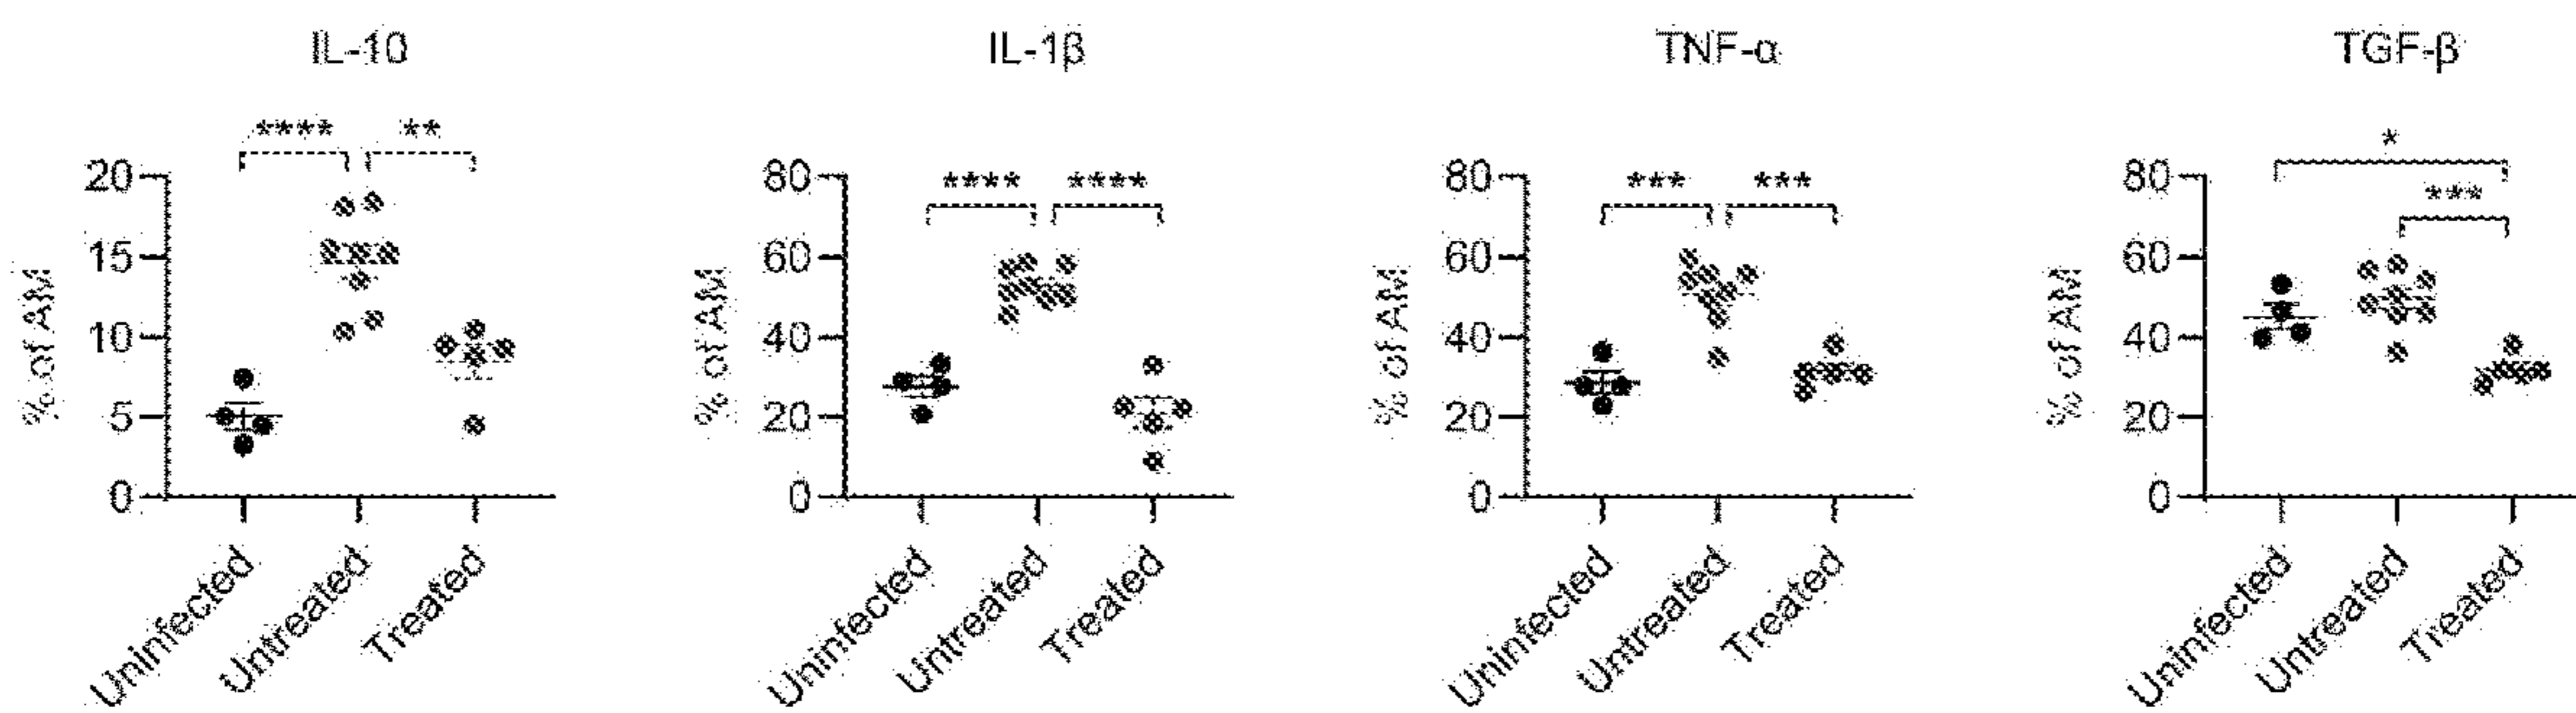 IL-10
****
**
20
15
10
5
0
% of AM
Uninfected
Untreated
Treated
IL-1β
80
****
****
60
40
20
0
% of AM
Uninfected
Untreated
Treated
TNF-α
80
***
***
60
40
20
0
% of AM
Uninfected
Untreated
Treated
TGF-β
*
80
***
60
40
20
0
% of AM
Uninfected
Untreated
Treated